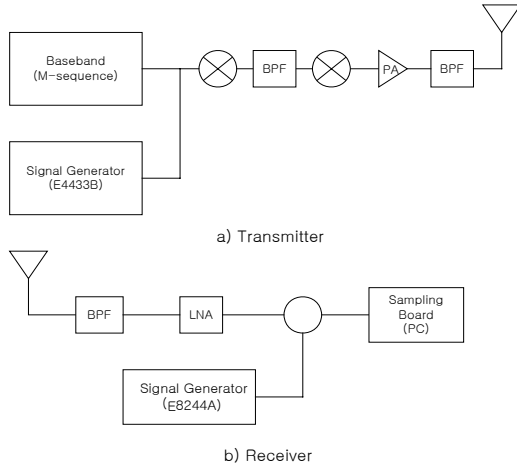 Baseband
(M-sequence)
BPF
PA
BPF
Signal Generator
(E4433B)
a) Transmitter
BPF
LNA
Sampling
Board
(PC)
Signal Generator
(E8244A)
b) Receiver